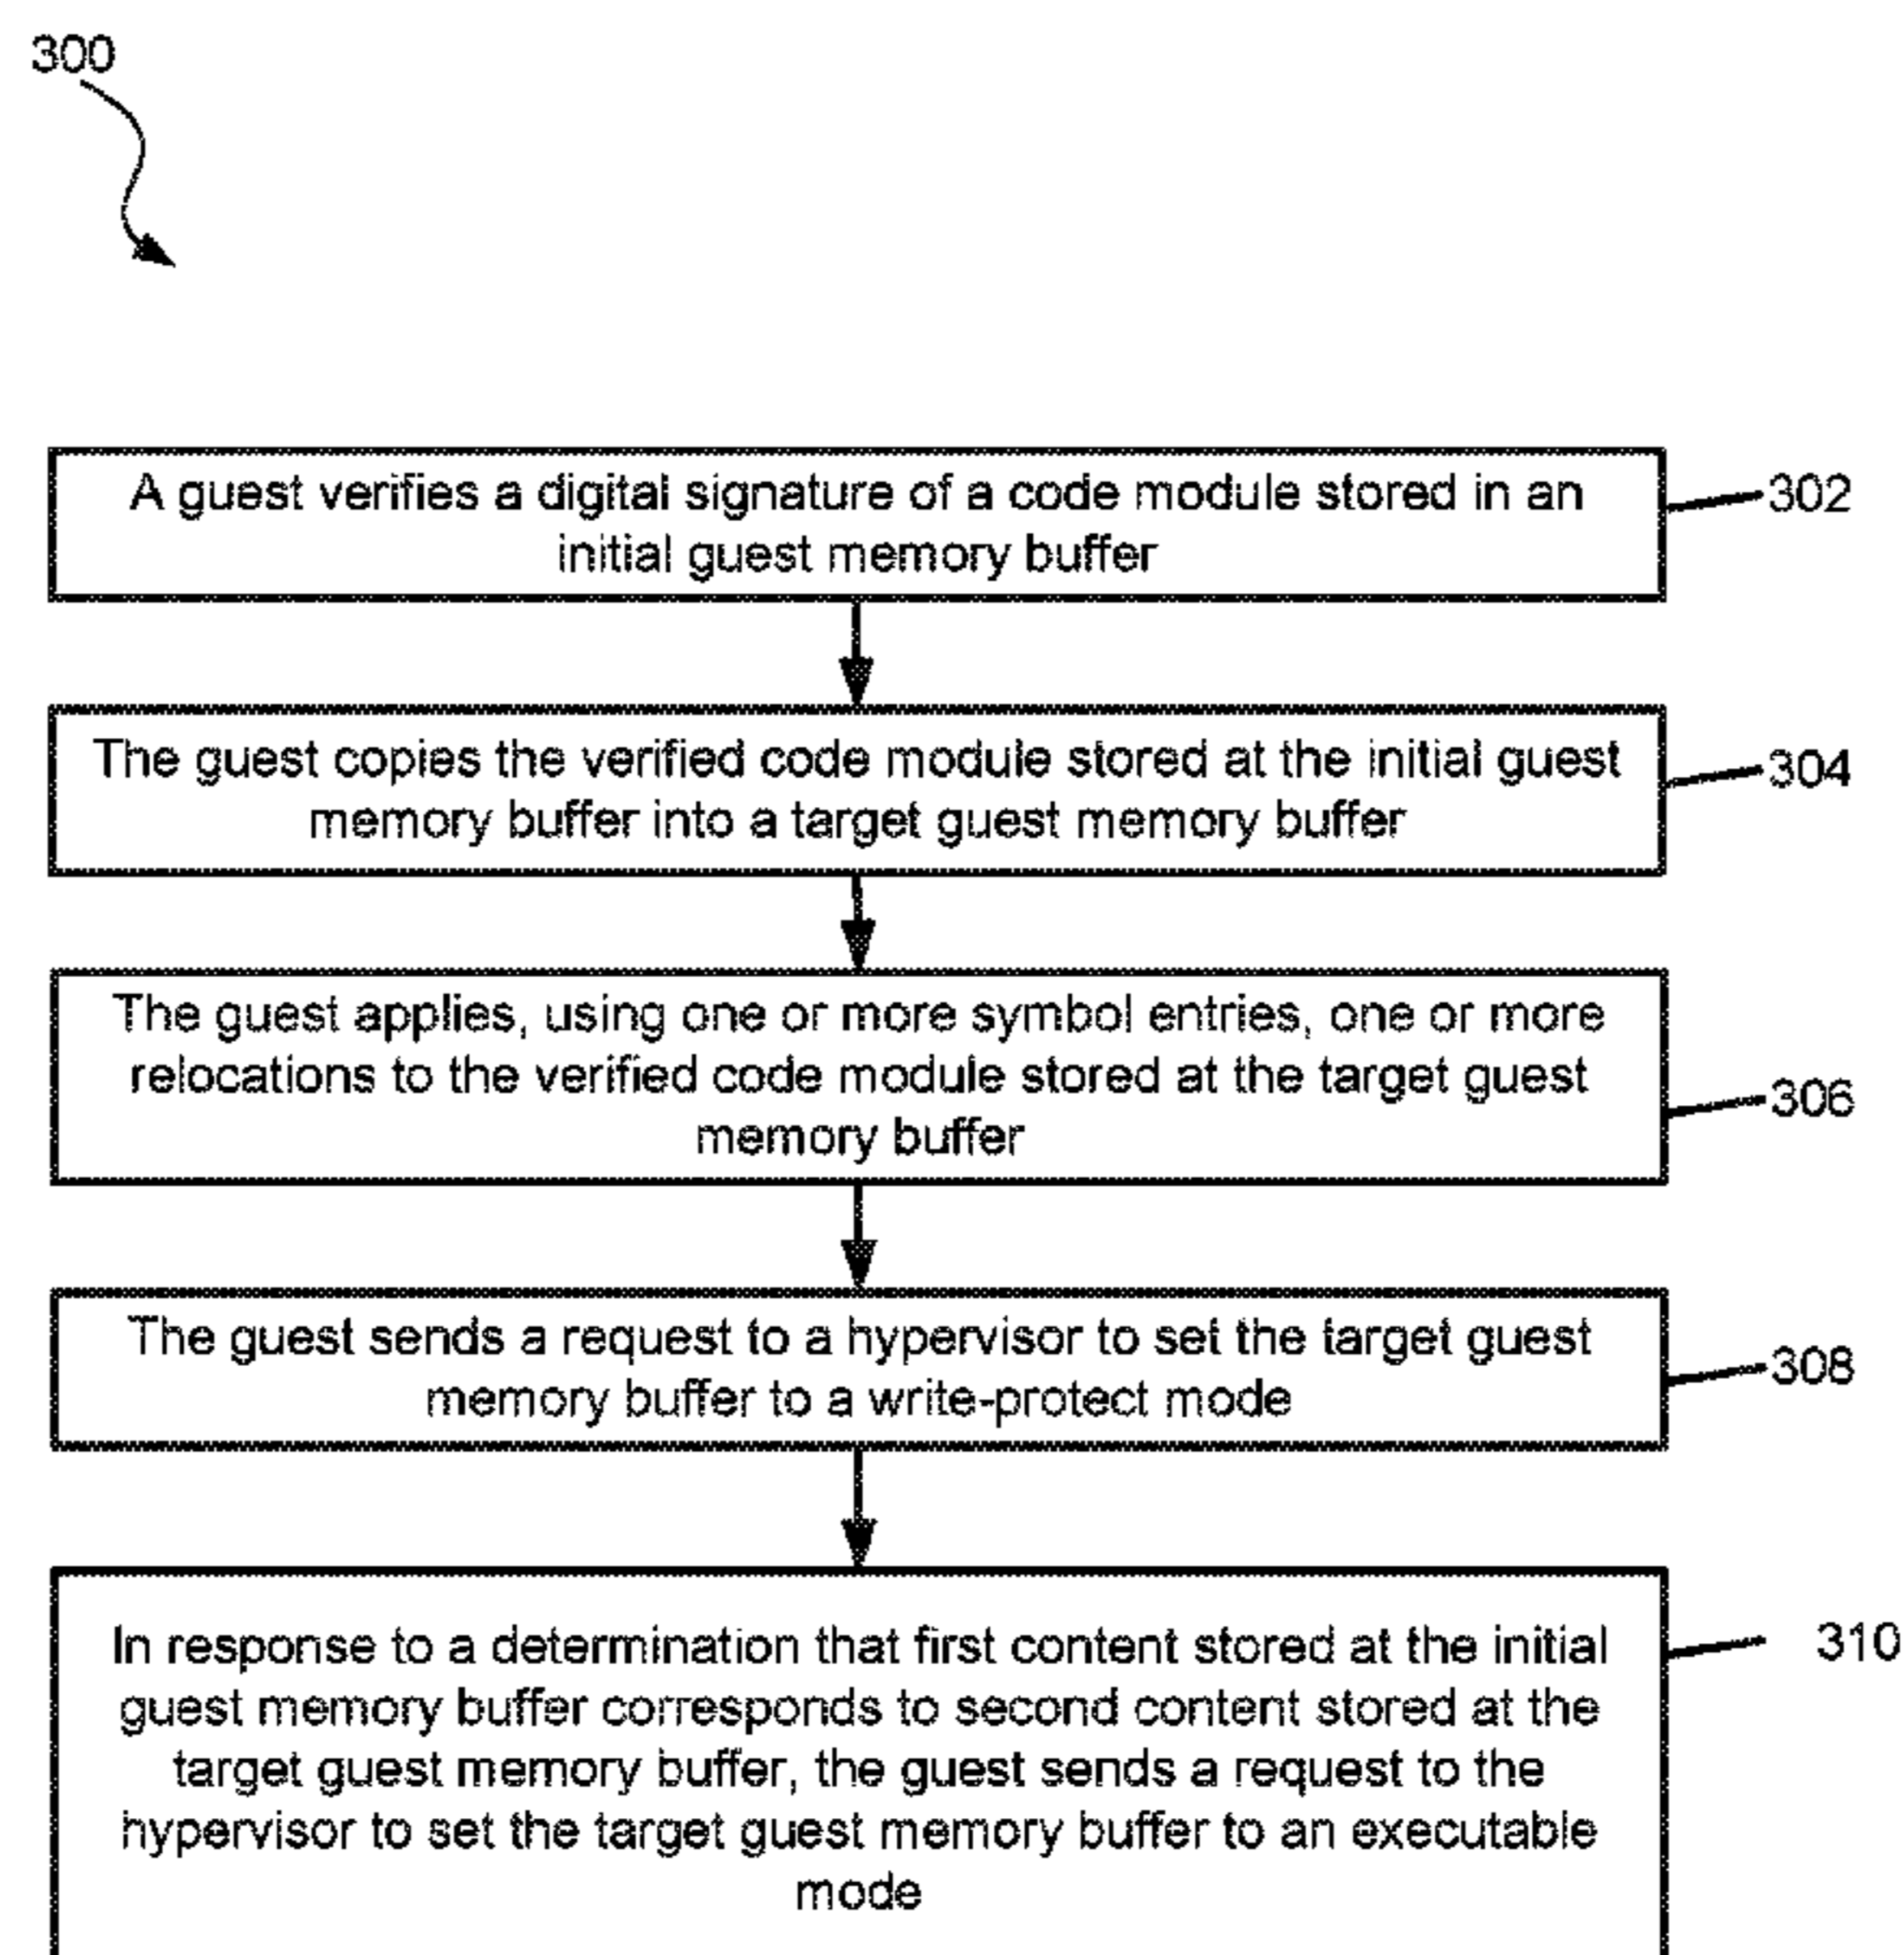 300
A guest verifies a digital signature of a code module stored in an
initial guest memory buffer
302
The guest copies the verified code module stored at the initial guest
memory buffer into a target guest memory buffer
304
The guest applies, using one or more symbol entries, one or more
relocations to the verified code module stored at the target guest
memory buffer
306
The guest sends a request to a hypervisor to set the target guest
memory buffer to a write-protect mode
308
In response to a determination that first content stored at the initial
guest memory buffer corresponds to second content stored at the
target guest memory buffer, the guest sends a request to the
hypervisor to set the target guest memory buffer to an executable
mode
310